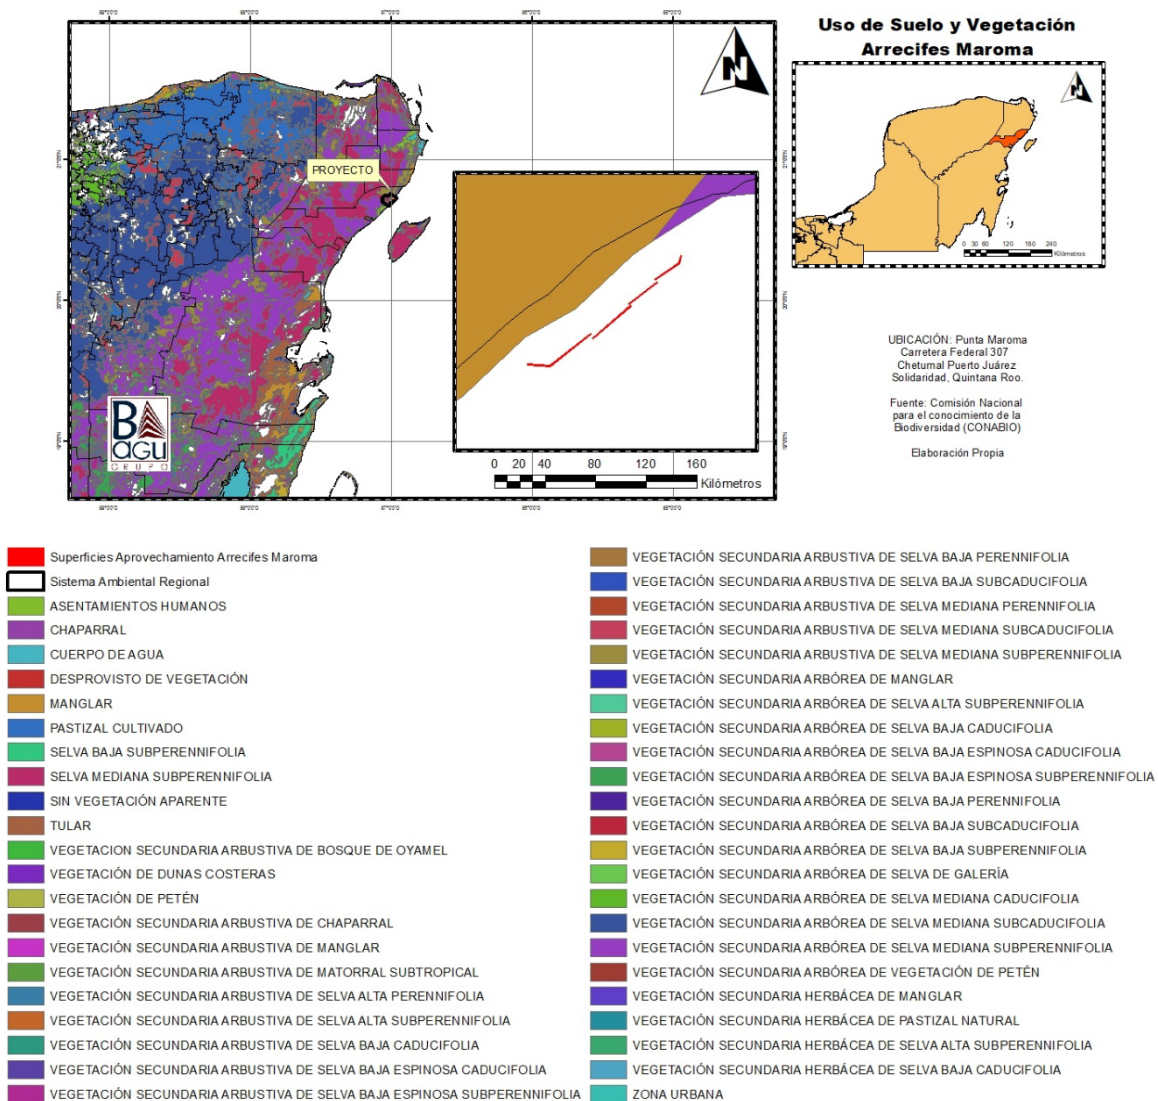 Uso de Suelo y Vegetación
Arrecifes Maroma
N
N
PROYECTO
0 30 60 120 180 240
Kilómetros
UBICACIÓN: Punta Maroma
Carretera Federal 307
Chetumal Puerto Juárez
Solidaridad, Quintana Roo.
Fuente: Comisión Nacional
para el conocimiento de la
Biodiversidad (CONABIO)
Elaboración Propia
BAGU
GRUPO
0 20 40 80 120 160
Kilómetros
Superficies Aprovechamiento Arrecifes Maroma
Sistema Ambiental Regional
ASENTAMIENTOS HUMANOS
CHAPARRAL
CUERPO DE AGUA
DESPROVISTO DE VEGETACIÓN
MANGLAR
PASTIZAL CULTIVADO
SELVA BAJA SUBPERENNIFOLIA
SELVA MEDIANA SUBPERENNIFOLIA
SIN VEGETACIÓN APARENTE
TULAR
VEGETACION SECUNDARIA ARBUSTIVA DE BOSQUE DE OYAMEL
VEGETACIÓN DE DUNAS COSTERAS
VEGETACIÓN DE PETÉN
VEGETACIÓN SECUNDARIA ARBUSTIVA DE CHAPARRAL
VEGETACIÓN SECUNDARIA ARBUSTIVA DE MANGLAR
VEGETACIÓN SECUNDARIA ARBUSTIVA DE MATORRAL SUBTROPICAL
VEGETACIÓN SECUNDARIA ARBUSTIVA DE SELVA ALTA PERENNIFOLIA
VEGETACIÓN SECUNDARIA ARBUSTIVA DE SELVA ALTA SUBPERENNIFOLIA
VEGETACIÓN SECUNDARIA ARBUSTIVA DE SELVA BAJA CADUCIFOLIA
VEGETACIÓN SECUNDARIA ARBUSTIVA DE SELVA BAJA ESPINOSA CADUCIFOLIA
VEGETACIÓN SECUNDARIA ARBUSTIVA DE SELVA BAJA ESPINOSA SUBPERENNIFOLIA
VEGETACIÓN SECUNDARIA ARBUSTIVA DE SELVA BAJA PERENNIFOLIA
VEGETACIÓN SECUNDARIA ARBUSTIVA DE SELVA BAJA SUBCADUCIFOLIA
VEGETACIÓN SECUNDARIA ARBUSTIVA DE SELVA MEDIANA PERENNIFOLIA
VEGETACIÓN SECUNDARIA ARBUSTIVA DE SELVA MEDIANA SUBCADUCIFOLIA
VEGETACIÓN SECUNDARIA ARBUSTIVA DE SELVA MEDIANA SUBPERENNIFOLIA
VEGETACIÓN SECUNDARIA ARBÓREA DE MANGLAR
VEGETACIÓN SECUNDARIA ARBÓREA DE SELVA ALTA SUBPERENNIFOLIA
VEGETACIÓN SECUNDARIA ARBÓREA DE SELVA BAJA CADUCIFOLIA
VEGETACIÓN SECUNDARIA ARBÓREA DE SELVA BAJA ESPINOSA CADUCIFOLIA
VEGETACIÓN SECUNDARIA ARBÓREA DE SELVA BAJA ESPINOSA SUBPERENNIFOLIA
VEGETACIÓN SECUNDARIA ARBÓREA DE SELVA BAJA PERENNIFOLIA
VEGETACIÓN SECUNDARIA ARBÓREA DE SELVA BAJA SUBCADUCIFOLIA
VEGETACIÓN SECUNDARIA ARBÓREA DE SELVA BAJA SUBPERENNIFOLIA
VEGETACIÓN SECUNDARIA ARBÓREA DE SELVA DE GALERÍA
VEGETACIÓN SECUNDARIA ARBÓREA DE SELVA MEDIANA CADUCIFOLIA
VEGETACIÓN SECUNDARIA ARBÓREA DE SELVA MEDIANA SUBCADUCIFOLIA
VEGETACIÓN SECUNDARIA ARBÓREA DE SELVA MEDIANA SUBPERENNIFOLIA
VEGETACIÓN SECUNDARIA ARBÓREA DE VEGETACIÓN DE PETÉN
VEGETACIÓN SECUNDARIA HERBÁCEA DE MANGLAR
VEGETACIÓN SECUNDARIA HERBÁCEA DE PASTIZAL NATURAL
VEGETACIÓN SECUNDARIA HERBÁCEA DE SELVA ALTA SUBPERENNIFOLIA
VEGETACIÓN SECUNDARIA HERBÁCEA DE SELVA BAJA CADUCIFOLIA
ZONA URBANA